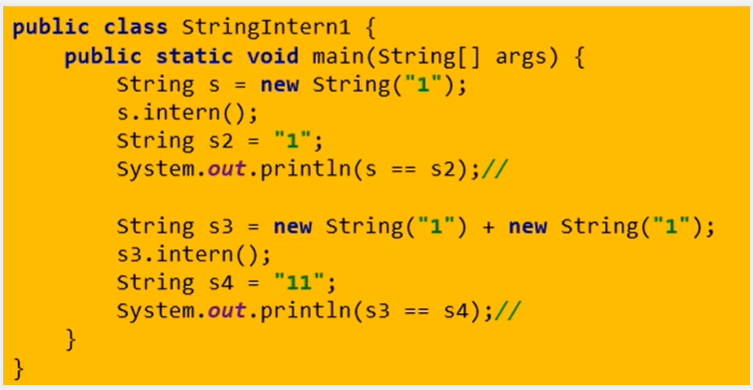 public class StringIntern1 {
    public static void main(String[] args) {
        String s = new String("1");
        s.intern();
        String s2 = "1";
        System.out.println(s == s2);//

        String s3 = new String("1") + new String("1");
        s3.intern();
        String s4 = "11";
        System.out.println(s3 == s4);//
    }
}